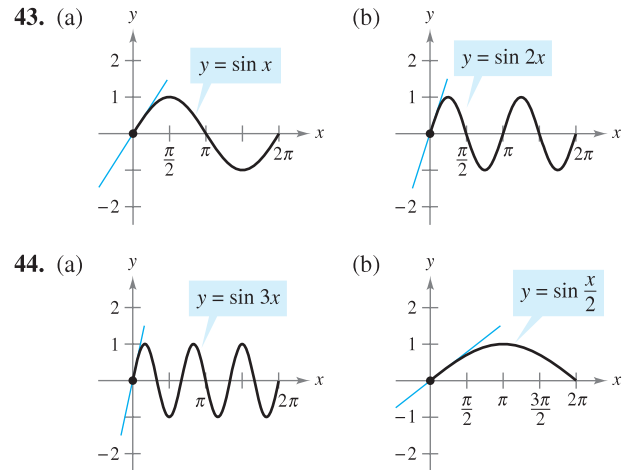 43. (a)
y
2
1
−2
y = sin x
π/2
π
2π
x
(b)
y
2
1
−2
y = sin 2x
π/2
π
2π
x
44. (a)
y
2
1
−2
y = sin 3x
π
2π
x
(b)
y
2
1
−1
−2
y = sin x/2
π/2
π
3π/2
2π
x